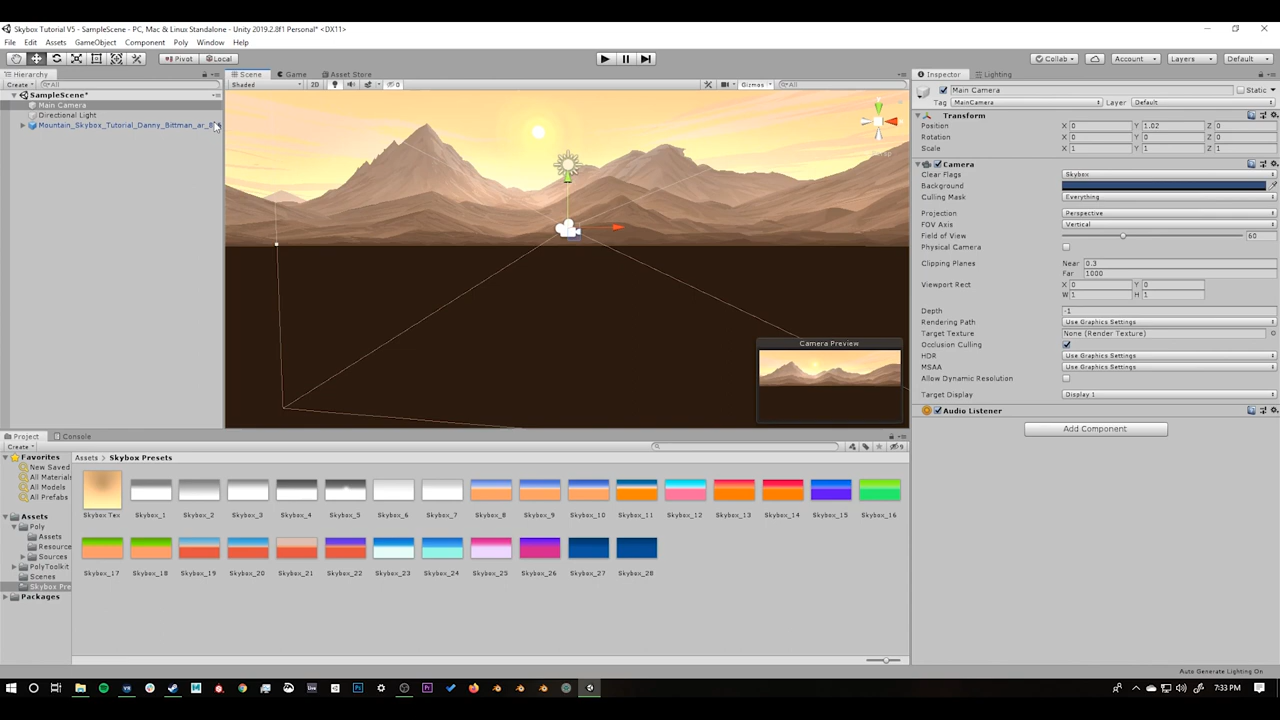 Skybox Tutorial V5 - SampleScene - PC, Mac & Linux Standalone - Unity 2019.2.8f1 Personal* <DX11>
File Edit Assets GameObject Component Poly Window Help
Pivot Local Collab Account Layers Default
Hierarchy Scene Game Asset Store Inspector Lighting
Create All Shaded 2D 0 Gizmos All
SampleScene*
Main Camera
Directional Light
Mountain_Skybox_Tutorial_Danny_Bittman_ar_
Main Camera Static
Tag MainCamera Layer Default
Transform
Position X 0 Y 1.02 Z 0
Rotation X 0 Y 0 Z 0
Scale X 1 Y 1 Z 1
Camera
Clear Flags Skybox
Background
Culling Mask Everything
Projection Perspective
FOV Axis Vertical
Field of View 60
Physical Camera
Clipping Planes Near 0.3
Far 1000
Viewport Rect X 0 Y 0
W 1 H 1
Depth -1
Rendering Path Use Graphics Settings
Target Texture None (Render Texture)
Occlusion Culling
HDR Use Graphics Settings
MSAA Use Graphics Settings
Allow Dynamic Resolution
Target Display Display 1
Audio Listener
Add Component
Camera Preview
Project Console
Create 9
Favorites
New Saved
All Materials
All Models
All Prefabs
Assets
Poly
Assets
Resource
Sources
PolyToolkit
Scenes
Skybox Pre
Packages
Assets > Skybox Presets
Skybox Tex Skybox_1 Skybox_2 Skybox_3 Skybox_4 Skybox_5 Skybox_6 Skybox_7 Skybox_8 Skybox_9 Skybox_10 Skybox_11 Skybox_12 Skybox_13 Skybox_14 Skybox_15 Skybox_16
Skybox_17 Skybox_18 Skybox_19 Skybox_20 Skybox_21 Skybox_22 Skybox_23 Skybox_24 Skybox_25 Skybox_26 Skybox_27 Skybox_28
Auto Generate Lighting On
7:33 PM